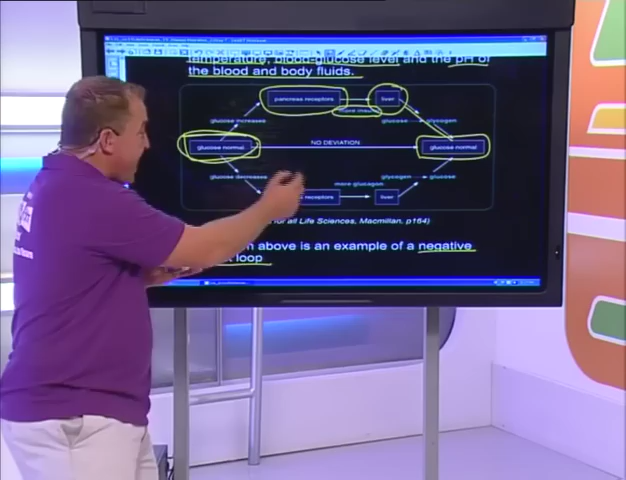 temperature, blood-glucose level and the pH of
the blood and body fluids.
pancreas receptors
liver
more insulin
glucose increases
glucose
glycogen
glucose normal
NO DEVIATION
glucose normal
glucose decreases
glycogen
glucose
more glucagon
receptors
liver
for all Life Sciences, Macmillan, p164)
above is an example of a negative
loop